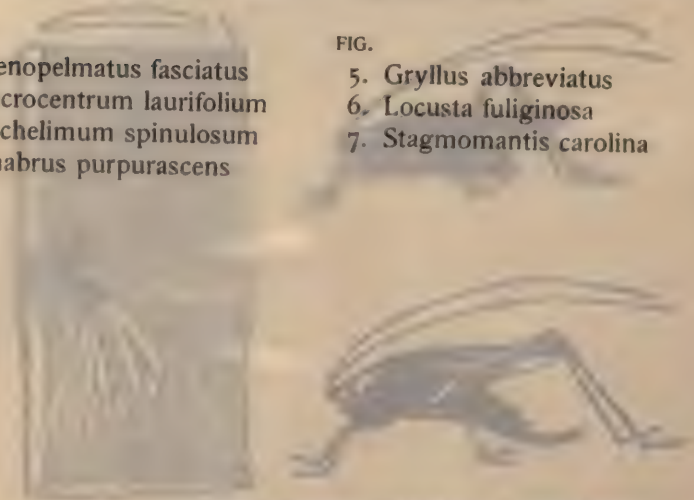 enopelmatus fasciatus
crocentrum laurifolium
chelimum spinulosum
abrus purpurascens
FIG.
5. Gryllus abbreviatus
6. Locusta fuliginosa
7. Stagmomantis carolina